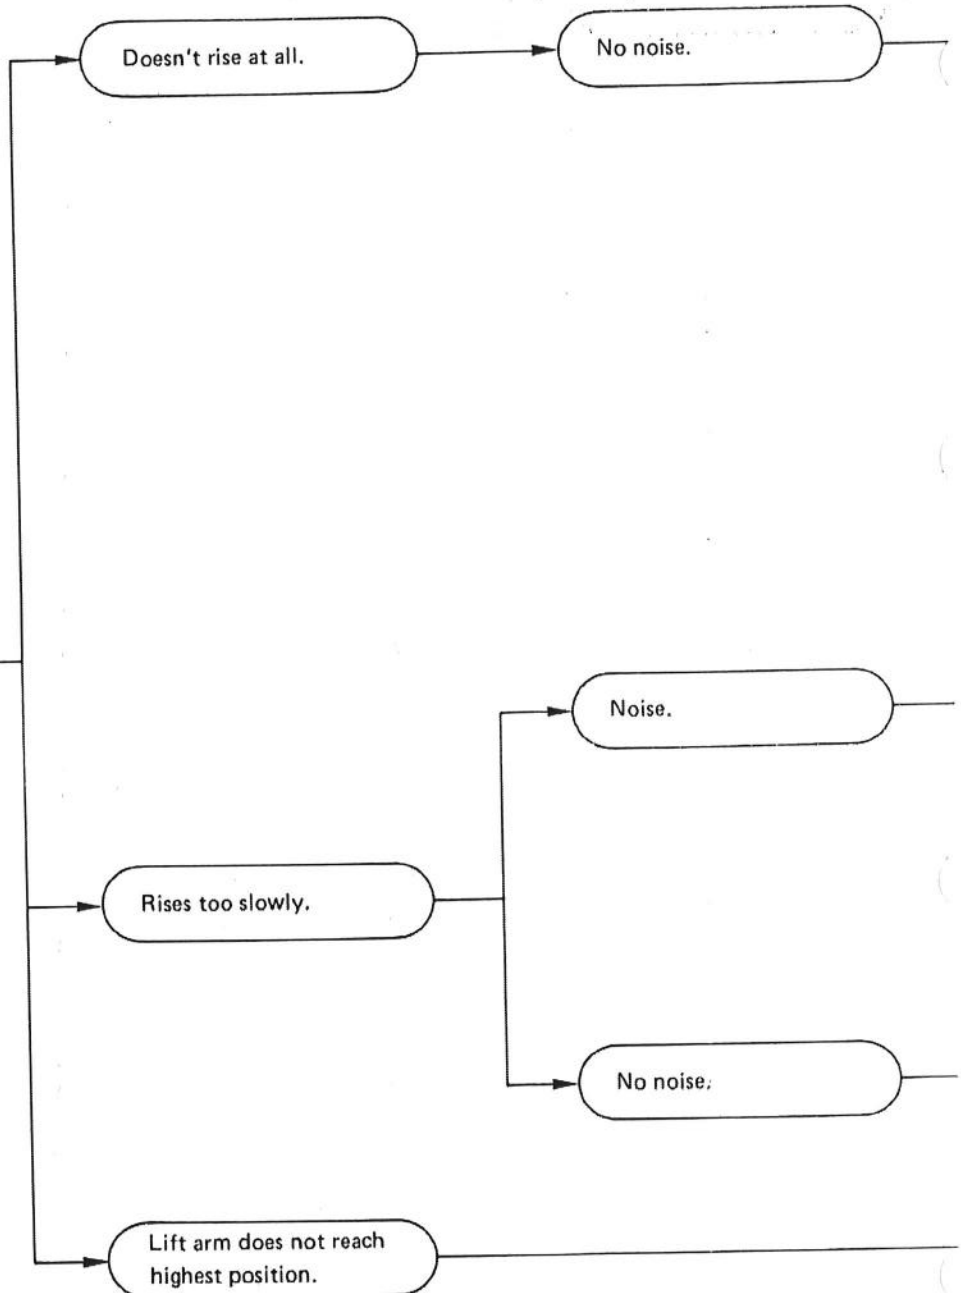 Doesn't rise at all.
No noise.
Noise.
Rises too slowly.
No noise.
Lift arm does not reach
highest position.